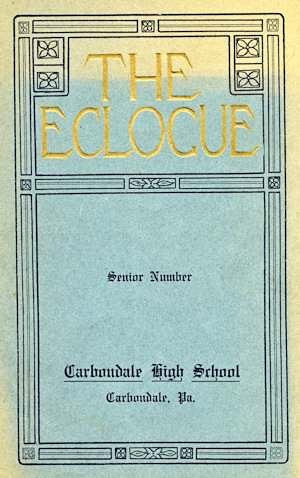 THE
ECLOGUE
Senior Number
Carbondale High School
Carbondale, Pa.